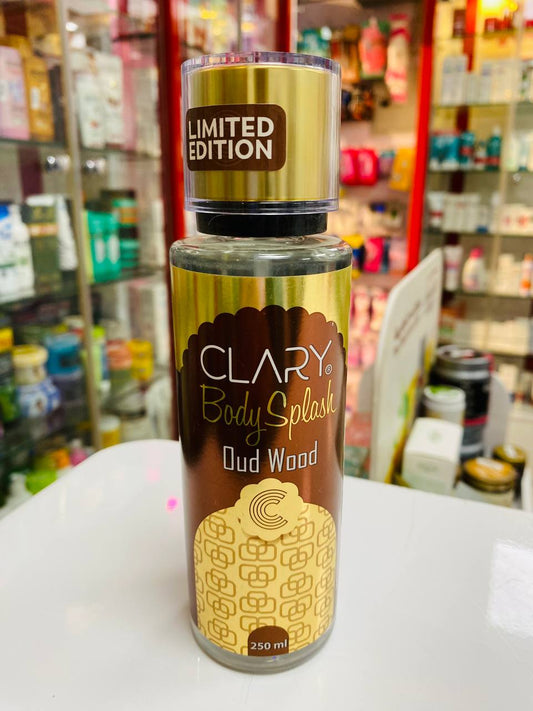 LIMITED
EDITION
CLARY®
Body Splash
Oud Wood
250 ml